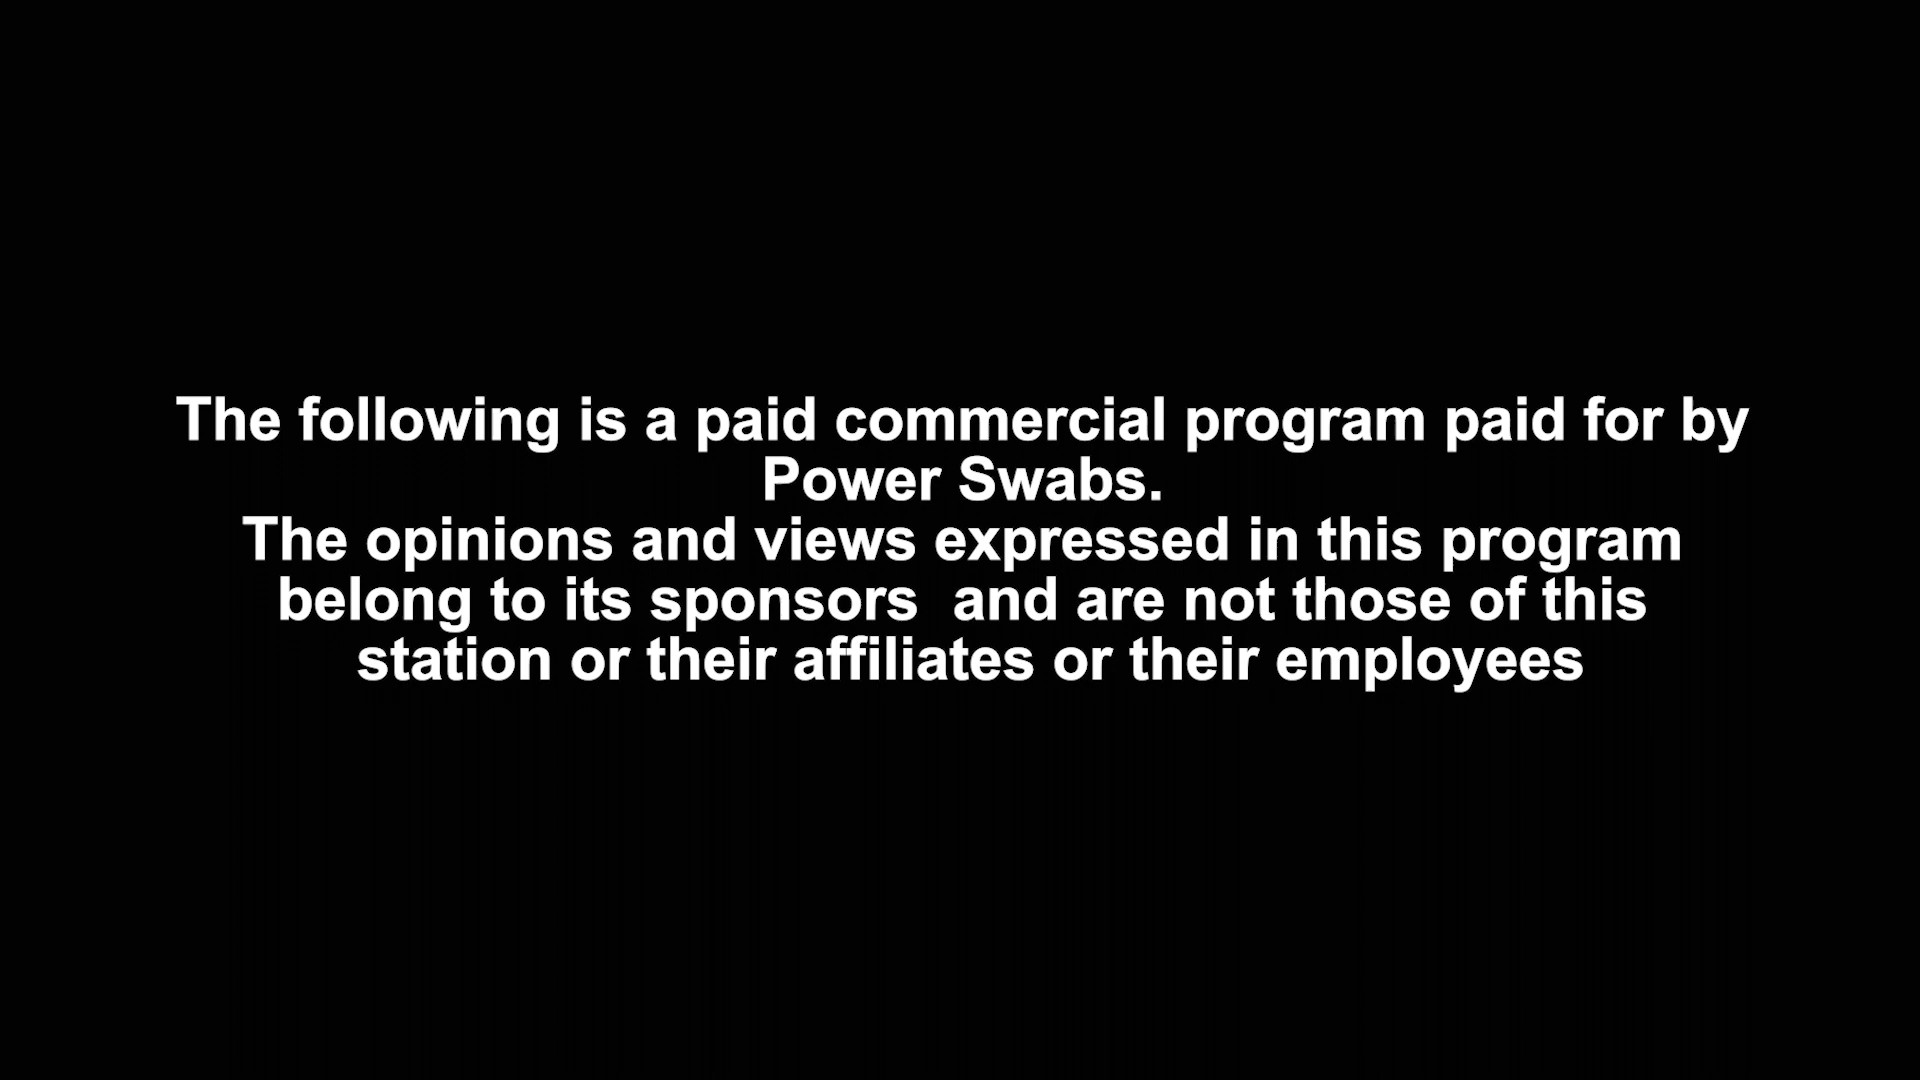 The following is a paid commercial program paid for by
Power Swabs.
The opinions and views expressed in this program
belong to its sponsors  and are not those of this
station or their affiliates or their employees